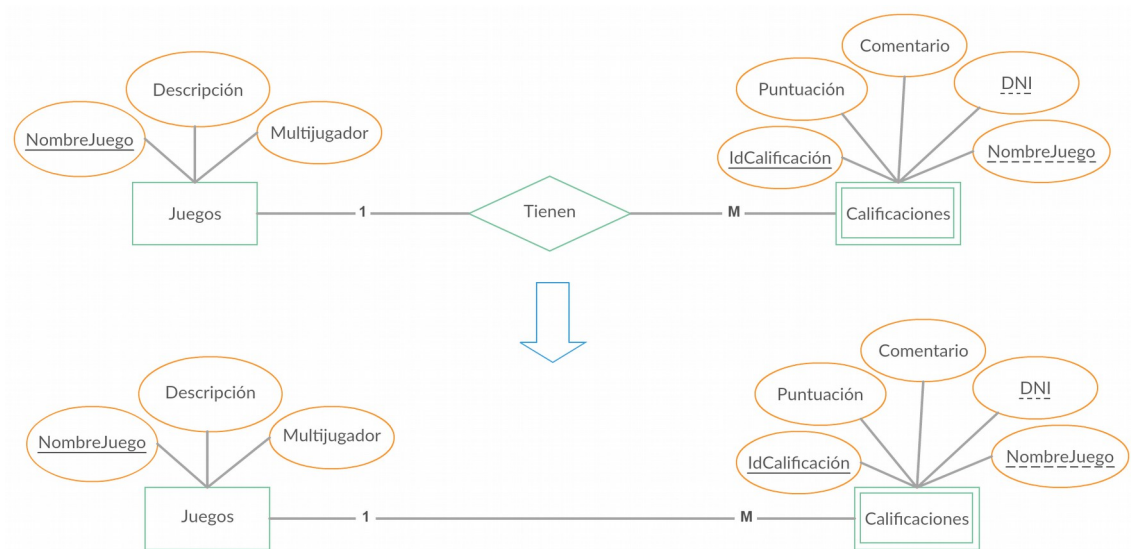 Comentario
Descripción
Puntuación
DNI
NombreJuego
Multijugador
IdCalificación
NombreJuego
Juegos
1
Tienen
M
Calificaciones
Comentario
Descripción
Puntuación
DNI
NombreJuego
Multijugador
IdCalificación
NombreJuego
Juegos
1
M
Calificaciones